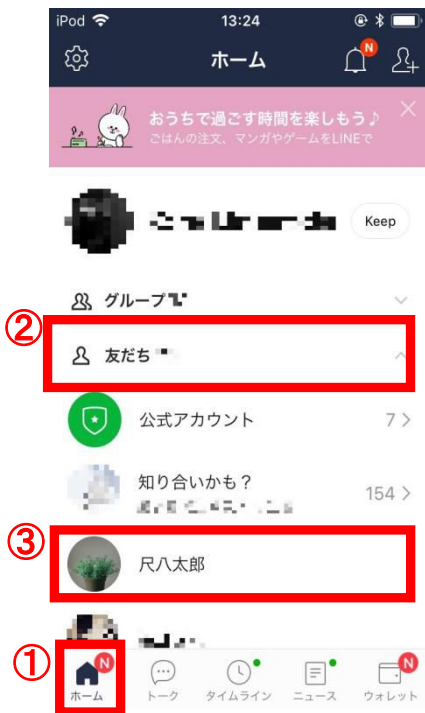 iPod 13:24
ホーム
N
おうちで過ごす時間を楽しもう♪
ごはんの注文、マンガやゲームをLINEで
Keep
グループ
②
友だち
公式アカウント 7
知り合いかも？
154
③
尺八太郎
①
N N
ホーム トーク タイムライン ニュース ウォレット